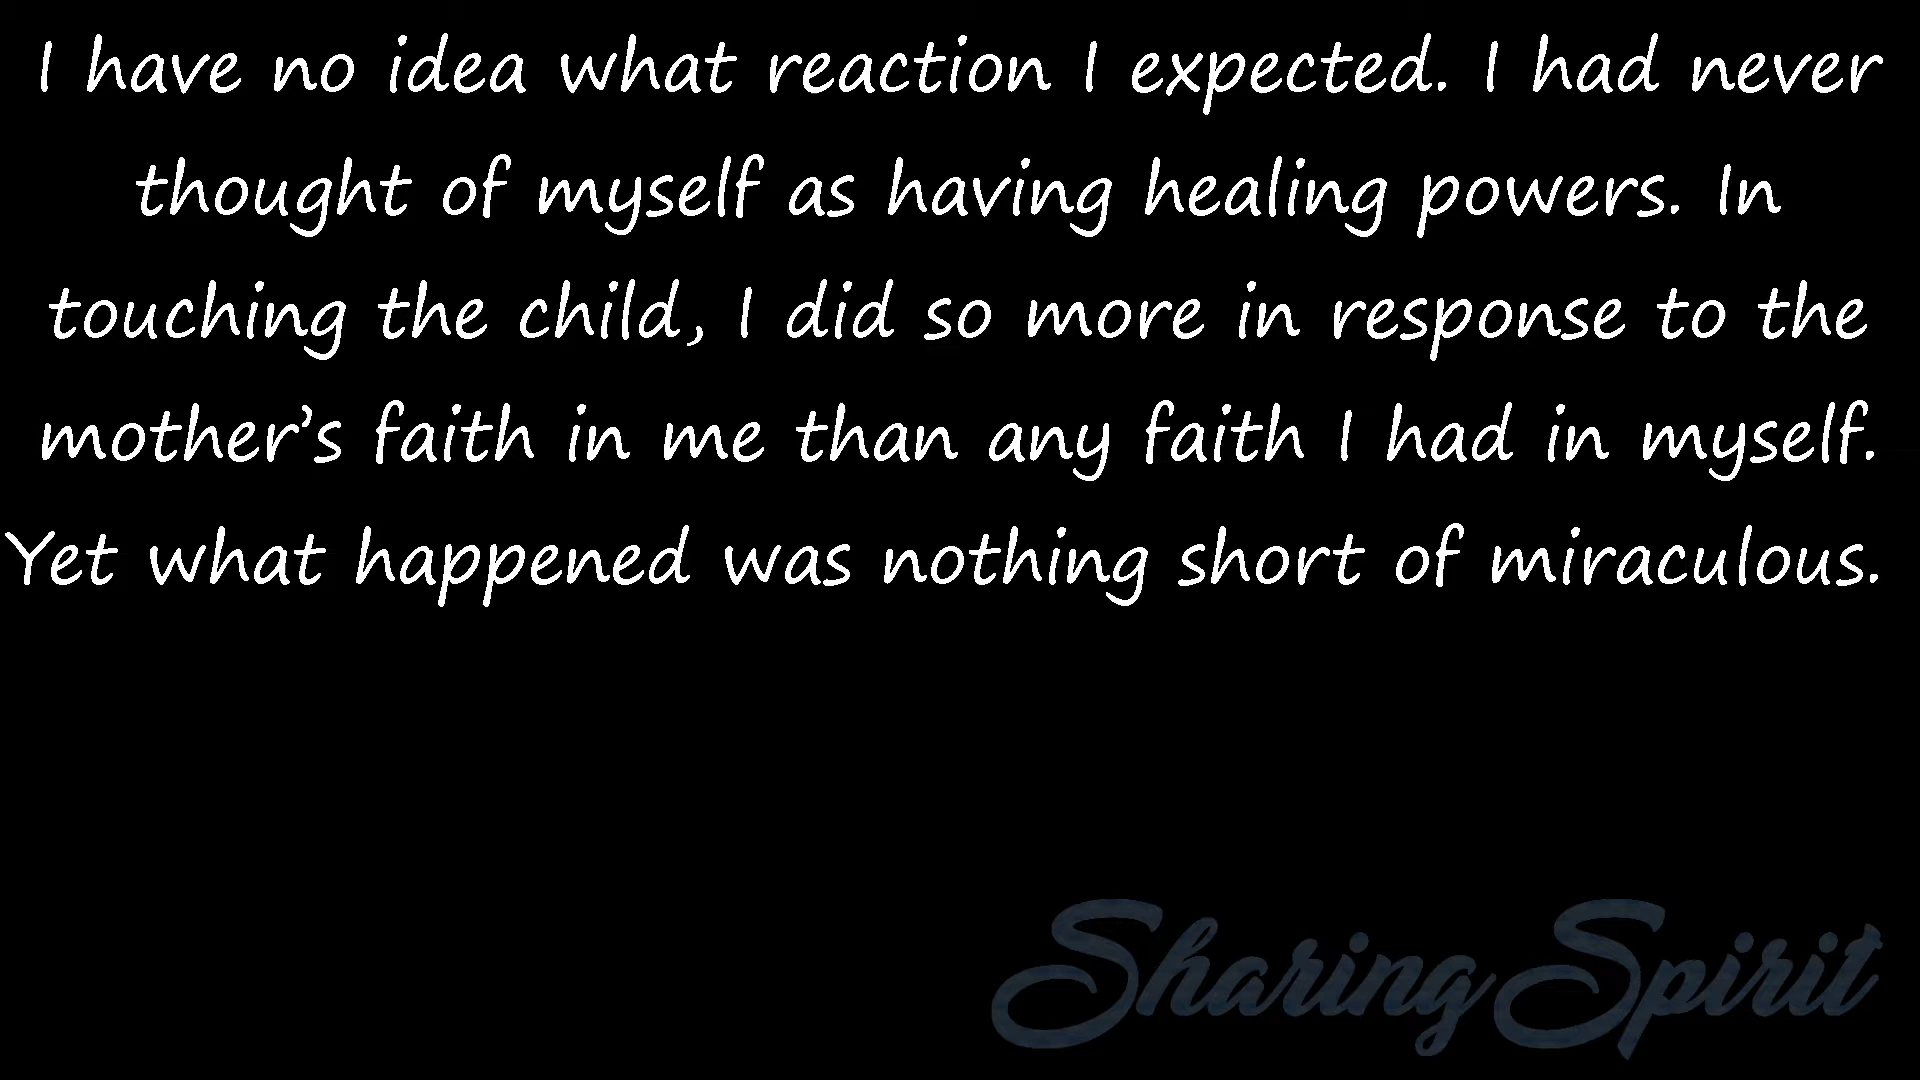 I have no idea what reaction I expected. I had never
thought of myself as having healing powers. In
touching the child, I did so more in response to the
mother’s faith in me than any faith I had in myself.
Yet what happened was nothing short of miraculous.
Sharing Spirit